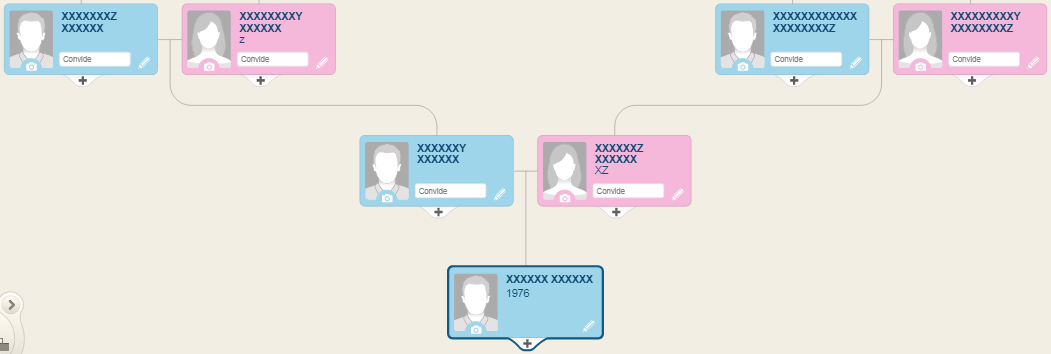 XXXXXXXZ
XXXXXX
Convide
XXXXXXXXY
XXXXXX
z
Convide
XXXXXXXXXXXX
XXXXXXXXZ
Convide
XXXXXXXXXY
XXXXXXXXZ
Convide
XXXXXXY
XXXXXX
Convide
XXXXXXZ
XXXXXX
XZ
Convide
XXXXXX XXXXXX
1976